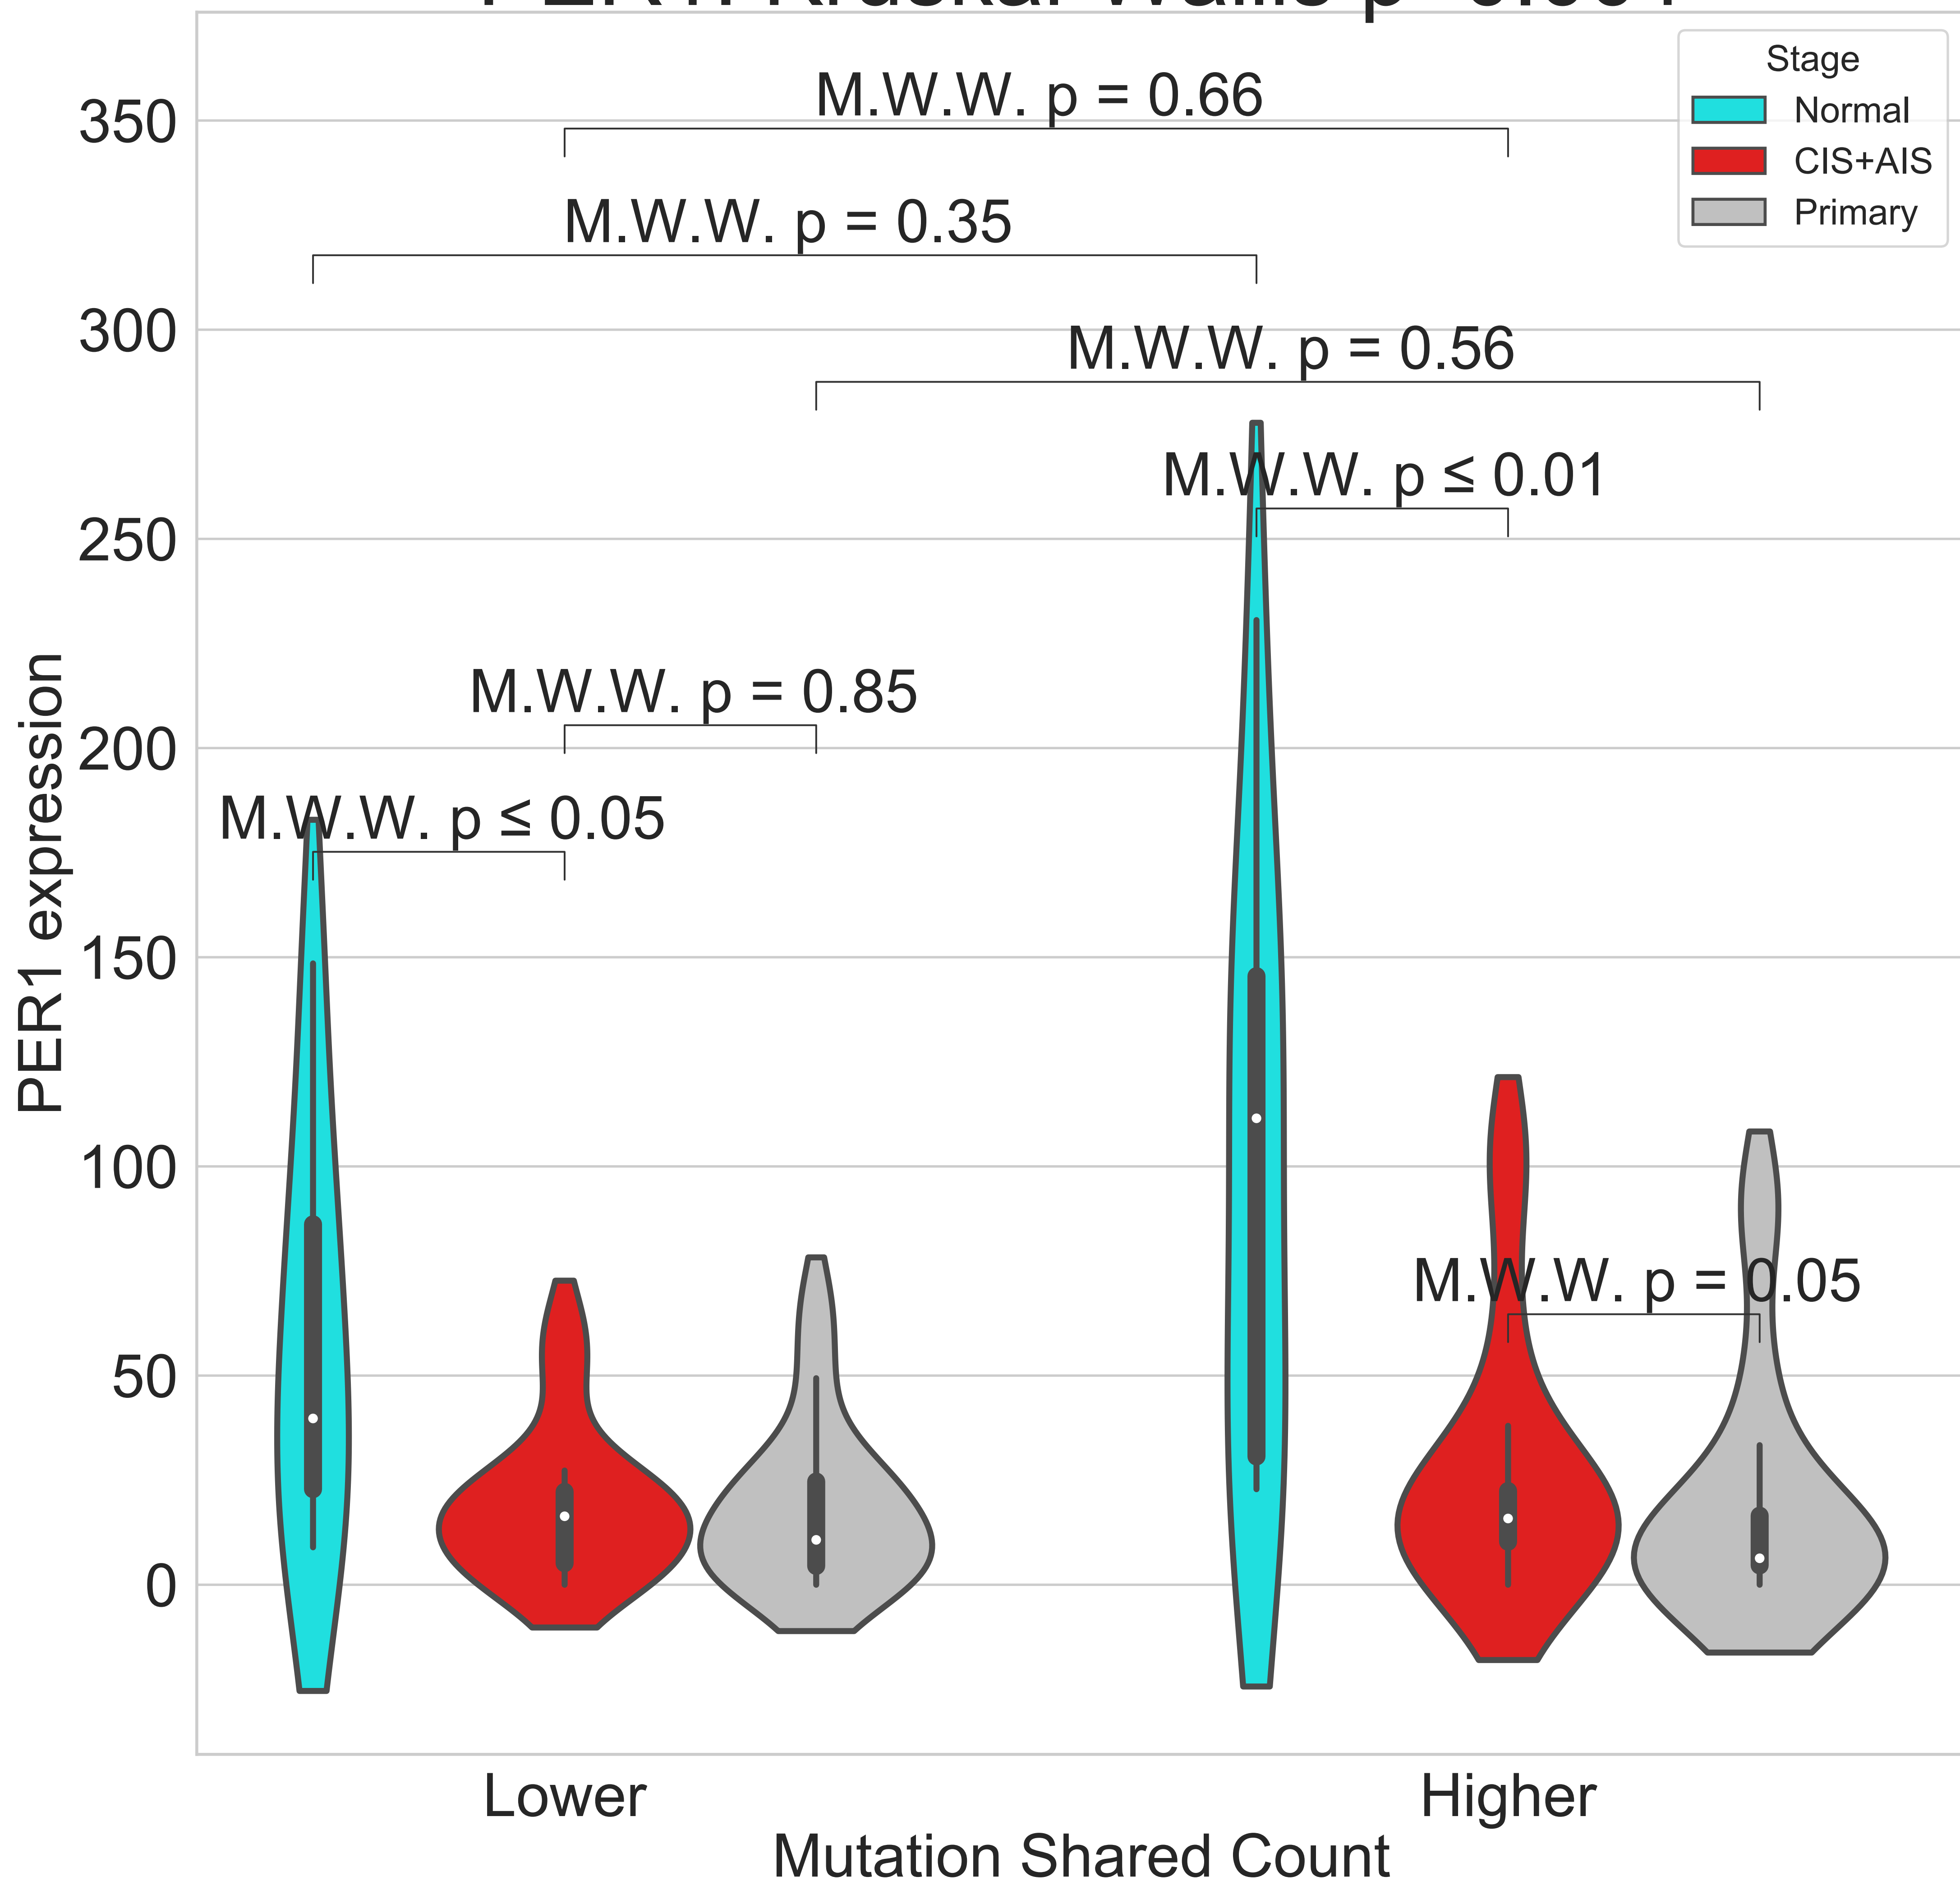 Stage
Normal
CIS+AIS
Primary
M.W.W. p = 0.66
M.W.W. p = 0.35
M.W.W. p = 0.56
M.W.W. p ≤ 0.01
M.W.W. p = 0.85
M.W.W. p ≤ 0.05
M.W.W. p = 0.05
350
300
250
200
150
100
50
0
PER1 expression
Lower
Higher
Mutation Shared Count